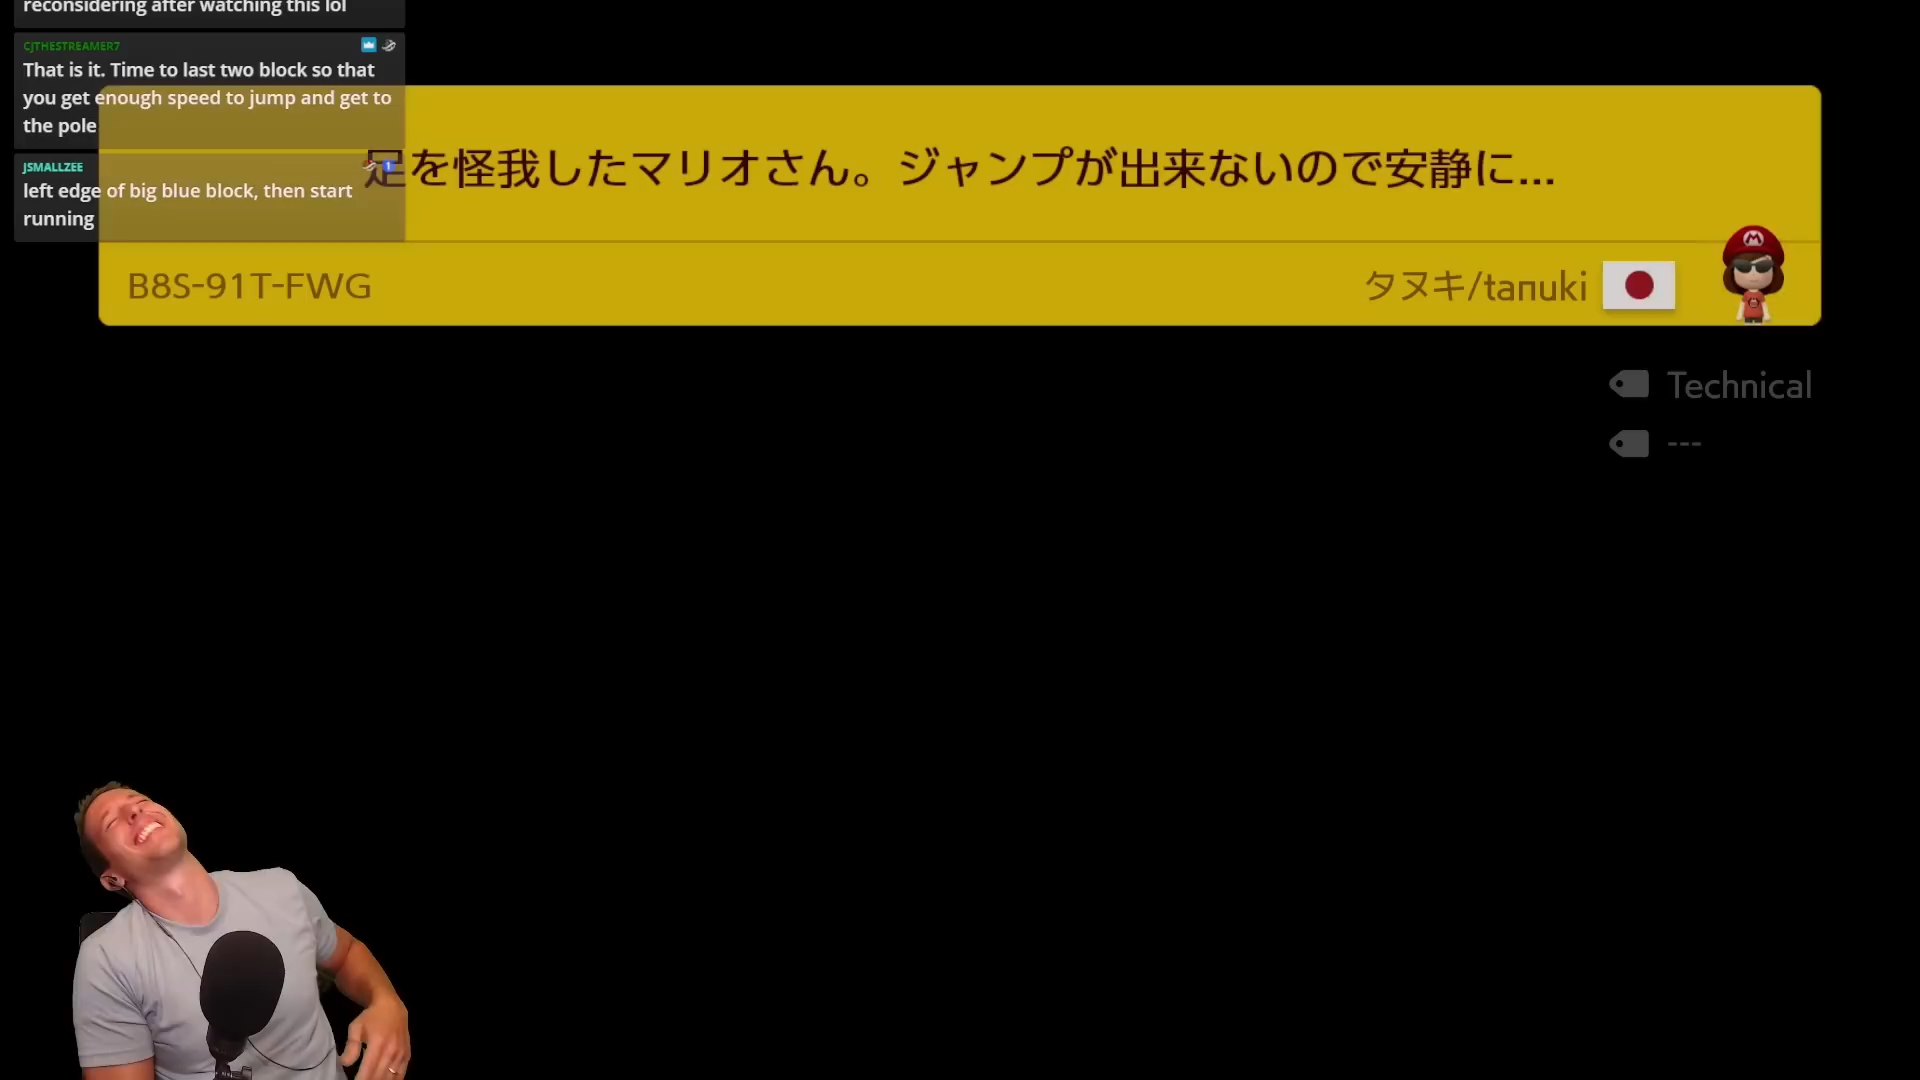 reconsidering after watching this lol
CJTHESTREAMER7
That is it. Time to last two block so that
you get enough speed to jump and get to
the pole
JSMALLZEE
left edge of big blue block, then start
running
足を怪我したマリオさん。ジャンプが出来ないので安静に...
B8S-91T-FWG
タヌキ/tanuki
Technical
---